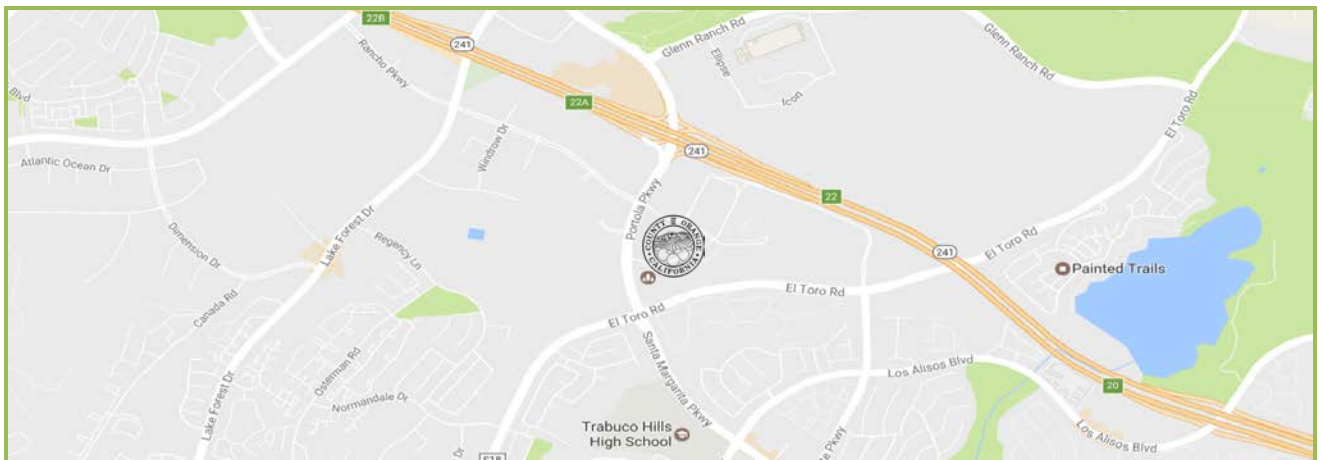 22B
241
Rancho Pkwy
Glenn Ranch Rd
Ellipse
Glenn Ranch Rd
Icon
22A
El Toro Rd
Blvd
Atlantic Ocean Dr
Windrow Dr
241
Portola Pkwy
22
Lake Forest Dr
Dimension Dr
Regency Ln
COUNTY OF ORANGE
CALIFORNIA
El Toro Rd
241
Painted Trails
Canada Rd
El Toro Rd
El Toro Rd
Osterman Rd
Santa Margarita Pkwy
Los Alisos Blvd
20
Lake Forest Dr
Normandale Dr
Trabuco Hills
High School
Los Alisos Blvd
Dr
Pkwy
S18